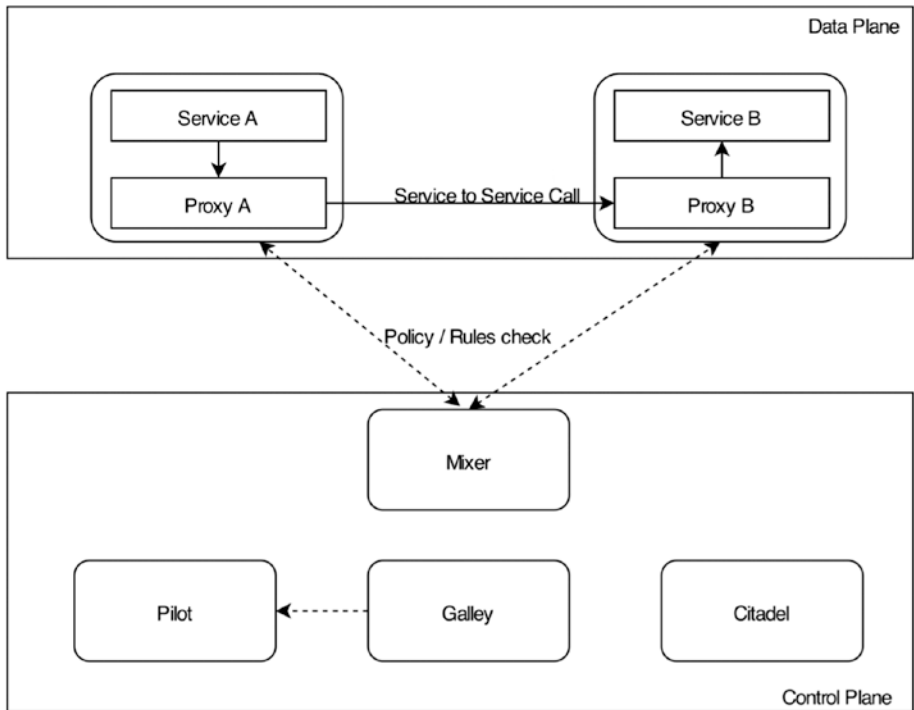 Data Plane
Service A
Service B
Proxy A
Service to Service Call
Proxy B
Policy / Rules check
Mixer
Pilot
Galley
Citadel
Control Plane